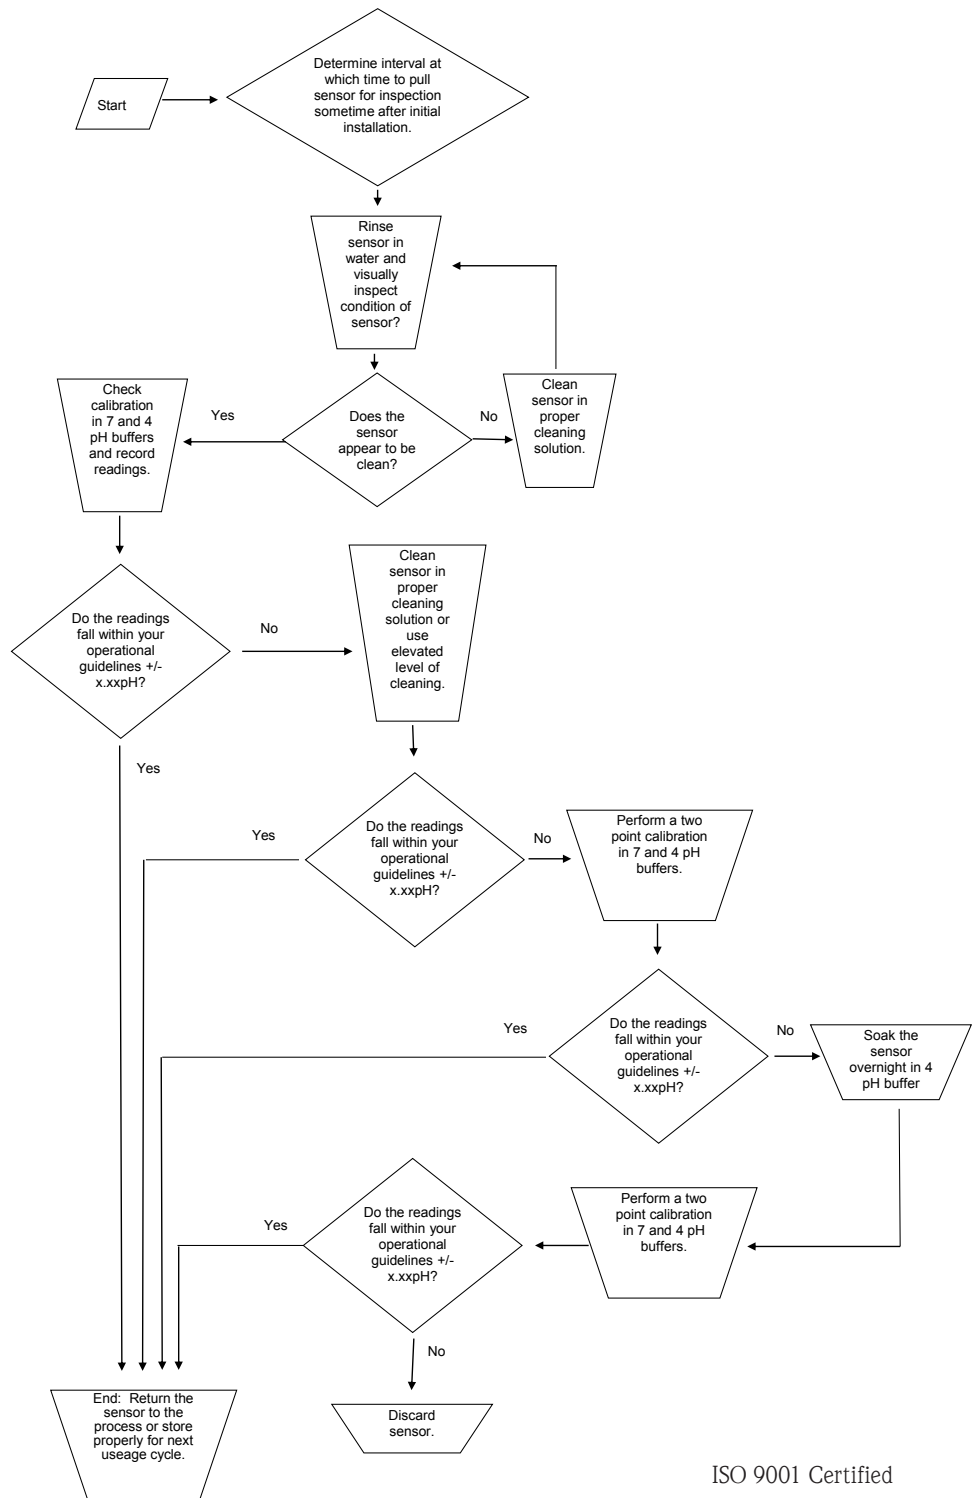 Start
Determine interval at
which time to pull
sensor for inspection
sometime after initial
installation.
Rinse
sensor in
water and
visually
inspect
condition of
sensor?
Check
calibration
in 7 and 4
pH buffers
and record
readings.
Yes
Does the
sensor
appear to be
clean?
No
Clean
sensor in
proper
cleaning
solution.
Do the readings
fall within your
operational
guidelines +/-
x.xxpH?
No
Clean
sensor in
proper
cleaning
solution or
use
elevated
level of
cleaning.
Yes
Yes
Do the readings
fall within your
operational
guidelines +/-
x.xxpH?
No
Perform a two
point calibration
in 7 and 4 pH
buffers.
Yes
Do the readings
fall within your
operational
guidelines +/-
x.xxpH?
No
Soak the
sensor
overnight in 4
pH buffer
Yes
Do the readings
fall within your
operational
guidelines +/-
x.xxpH?
Perform a two
point calibration
in 7 and 4 pH
buffers.
No
End:  Return the
sensor to the
process or store
properly for next
useage cycle.
Discard
sensor.
ISO 9001 Certified